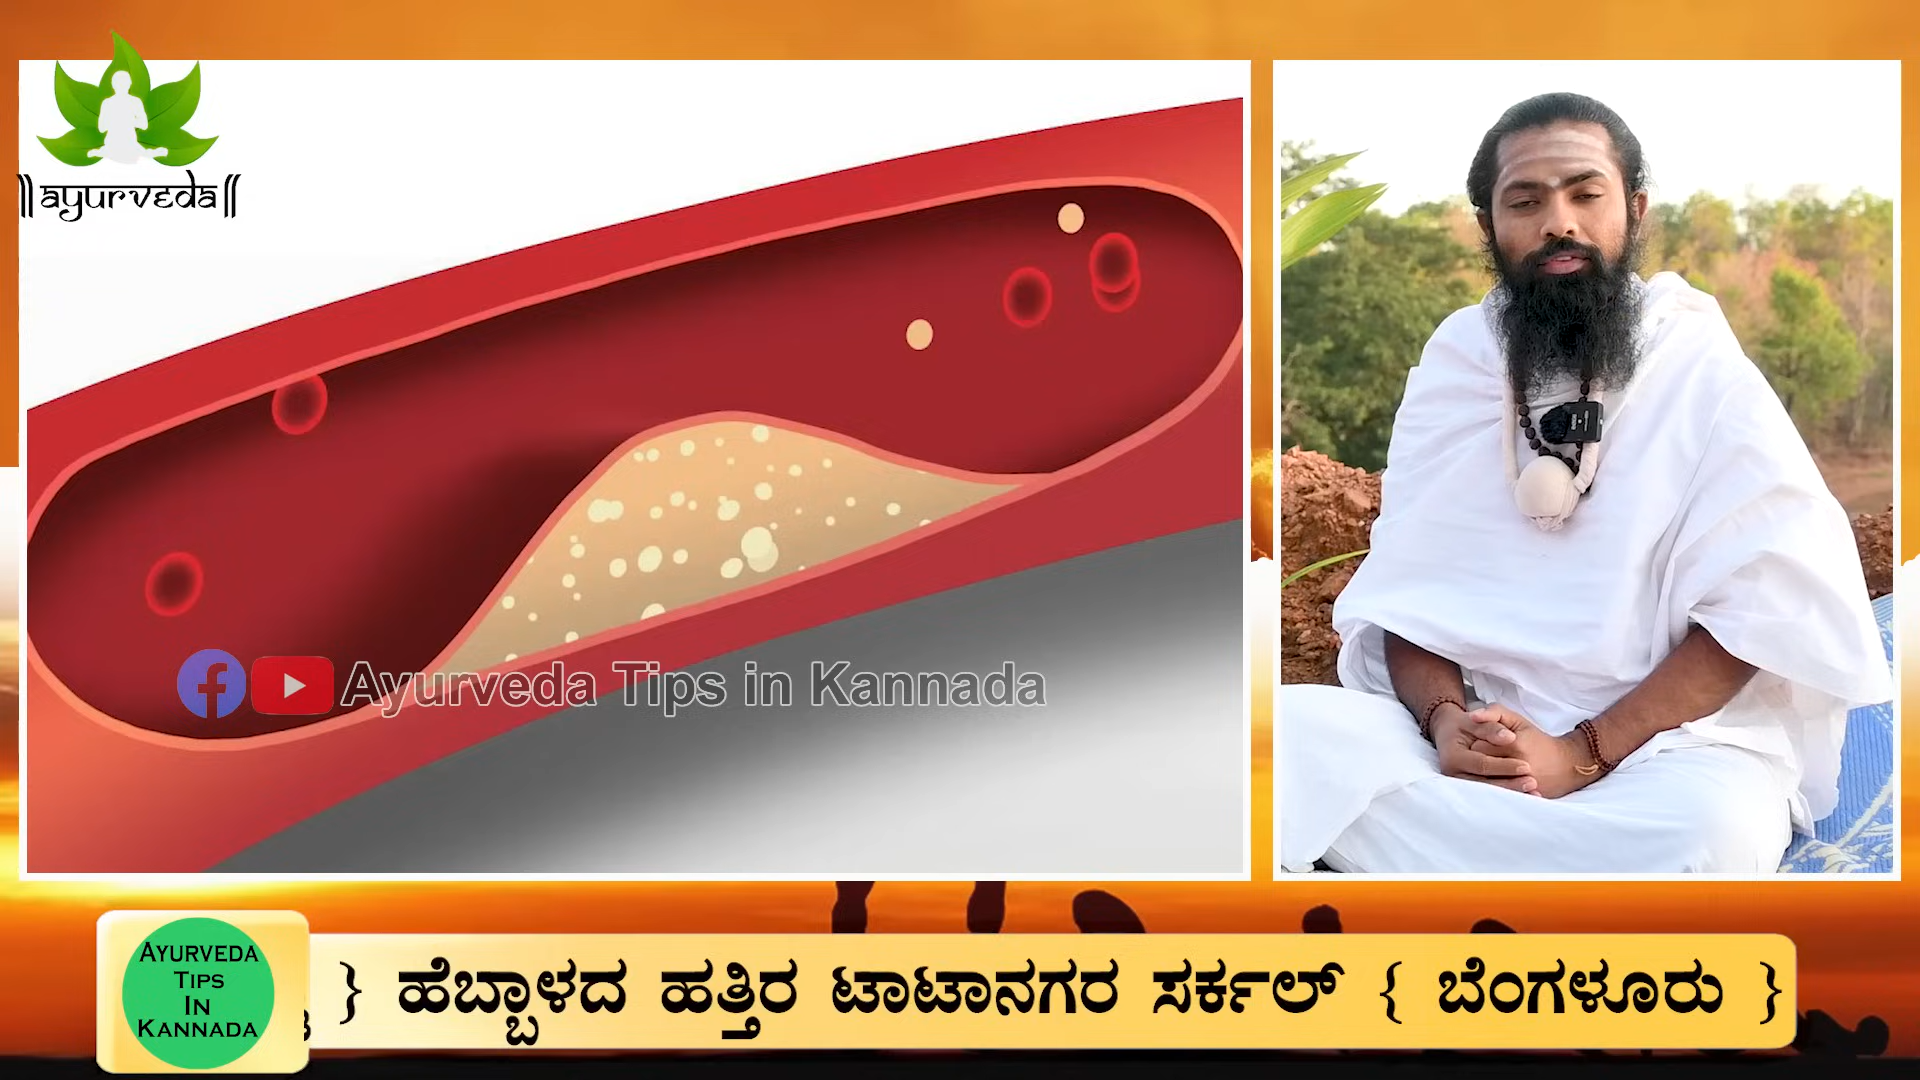 ||ayurveda||
Ayurveda Tips in Kannada
AYURVEDA
TIPS
IN
KANNADA
} ಹೆಬ್ಬಾಳದ ಹತ್ತಿರ ಟಾಟಾನಗರ ಸರ್ಕಲ್ { ಬೆಂಗಳೂರು }